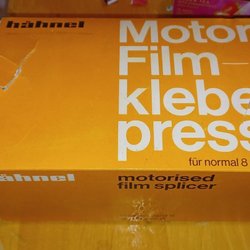 hähnel
Motor
Film-
klebe
press
für normal 8
hähnel
motorised
film splicer